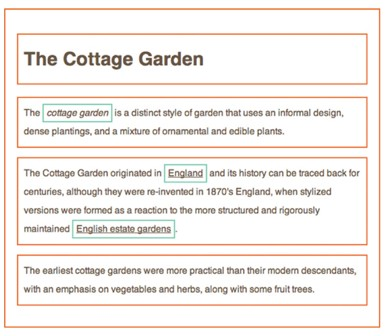 The Cottage Garden
The cottage garden is a distinct style of garden that uses an informal design,
dense plantings, and a mixture of ornamental and edible plants.
The Cottage Garden originated in England and its history can be traced back for
centuries, although they were re-invented in 1870's England, when stylized
versions were formed as a reaction to the more structured and rigorously
maintained English estate gardens.
The earliest cottage gardens were more practical than their modern descendants,
with an emphasis on vegetables and herbs, along with some fruit trees.